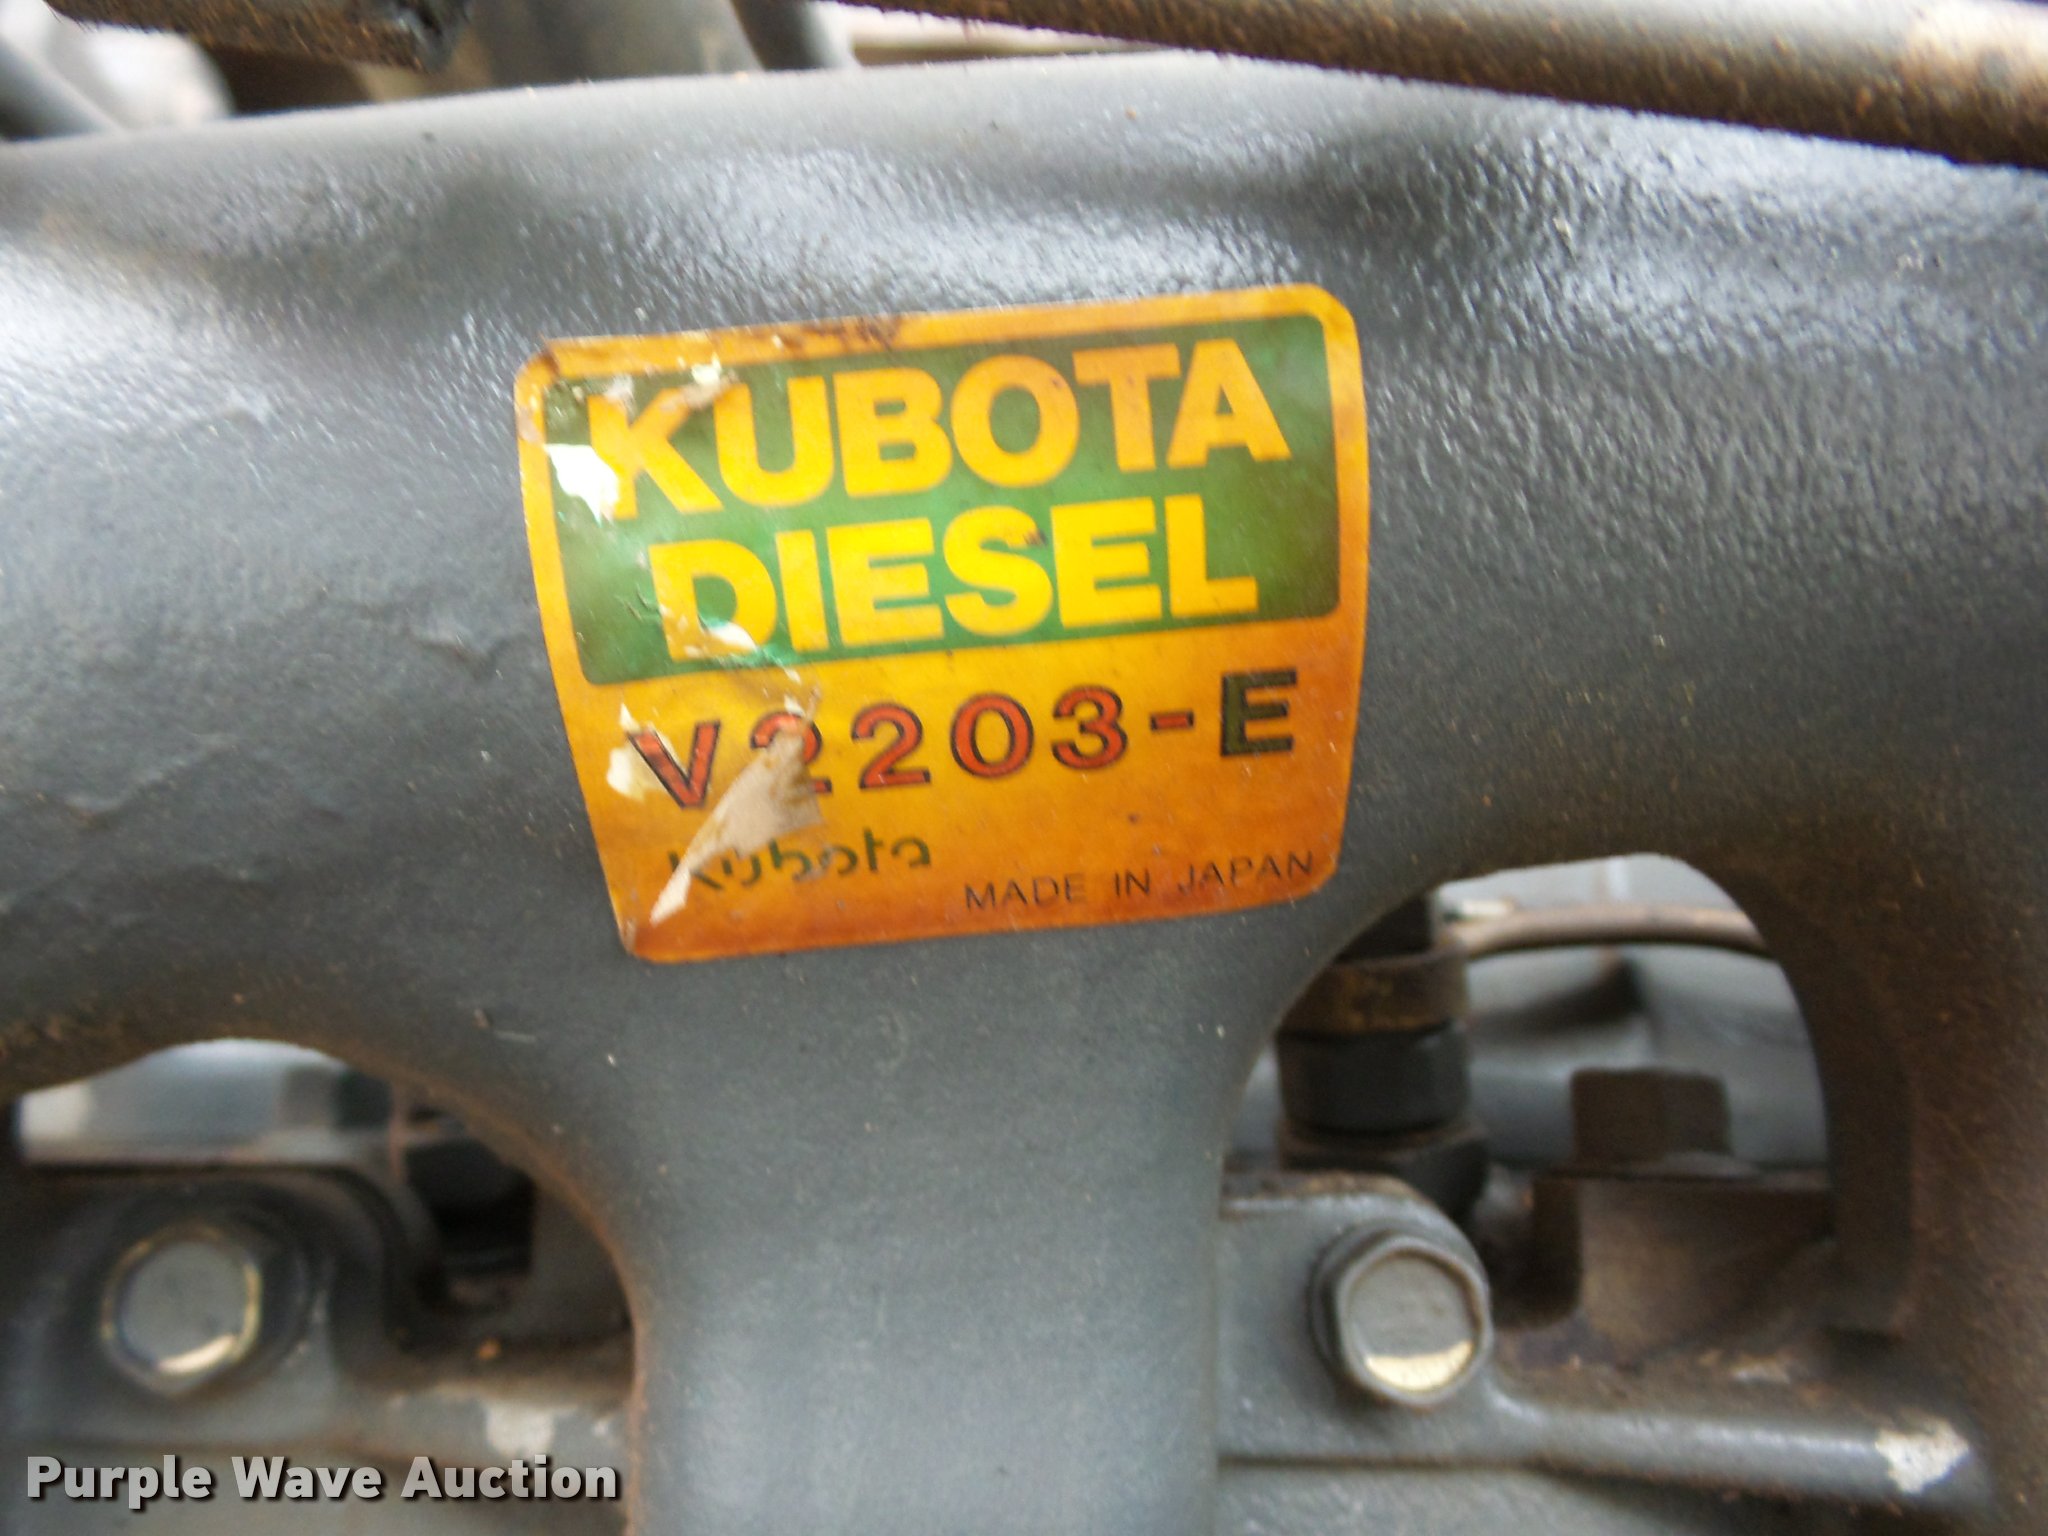 KUBOTA
DIESEL
V2203-E
Kubota
MADE IN JAPAN
Purple Wave Auction